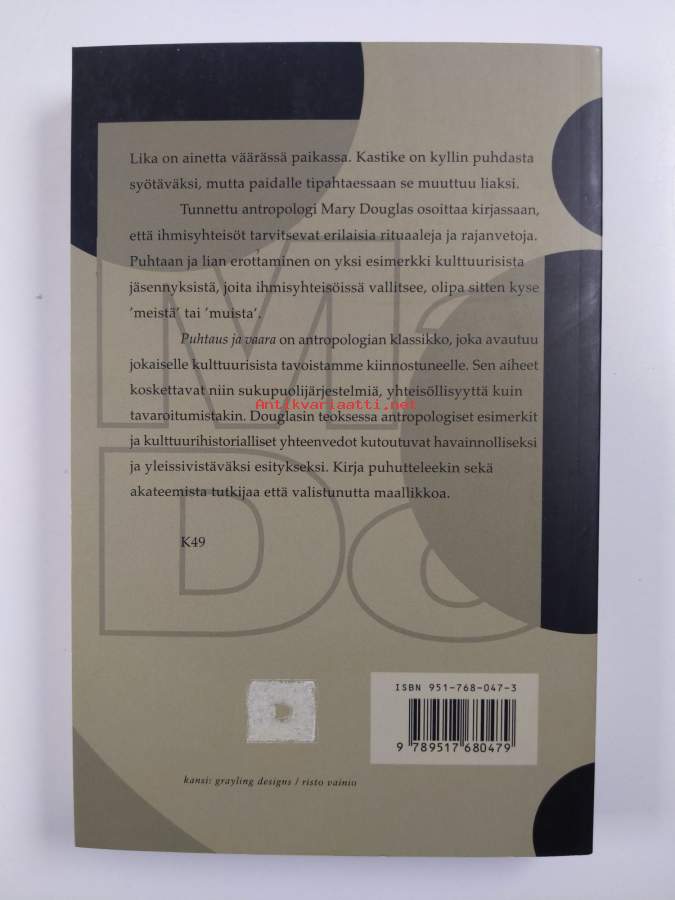 Lika on ainetta väärässä paikassa. Kastike on kyllin puhdasta
syötäväksi, mutta paidalle tipahtaessaan se muuttuu liaksi.
Tunnettu antropologi Mary Douglas osoittaa kirjassaan,
että ihmisyhteisöt tarvitsevat erilaisia rituaaleja ja rajanvetoja.
Puhtaan ja lian erottaminen on yksi esimerkki kulttuurisista
jäsennyksistä, joita ihmisyhteisöissä vallitsee, olipa sitten kyse
'meistä' tai 'muista'.
Puhtaus ja vaara on antropologian klassikko, joka avautuu
jokaiselle kulttuurisista tavoistamme kiinnostuneelle. Sen aiheet
koskettavat niin sukupuolijärjestelmiä, yhteisöllisyyttä kuin
tavaroitumistakin. Douglasin teoksessa antropologiset esimerkit
Antikvariaatti.net
ja kulttuurihistorialliset yhteenvedot kutoutuvat havainnolliseksi
ja yleissivistäväksi esitykseksi. Kirja puhutteleekin sekä
akateemista tutkijaa että valistunutta maallikkoa.
K49
Ma
Do
ISBN 951-768-047-3
9 789517 680479
kansi: grayling designs / risto vainio